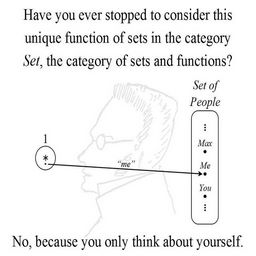 Have you ever stopped to consider this
unique function of sets in the category
Set, the category of sets and functions?
Set of
People
1
*
"me"
⋮
Max
Me
You
⋮
No, because you only think about yourself.